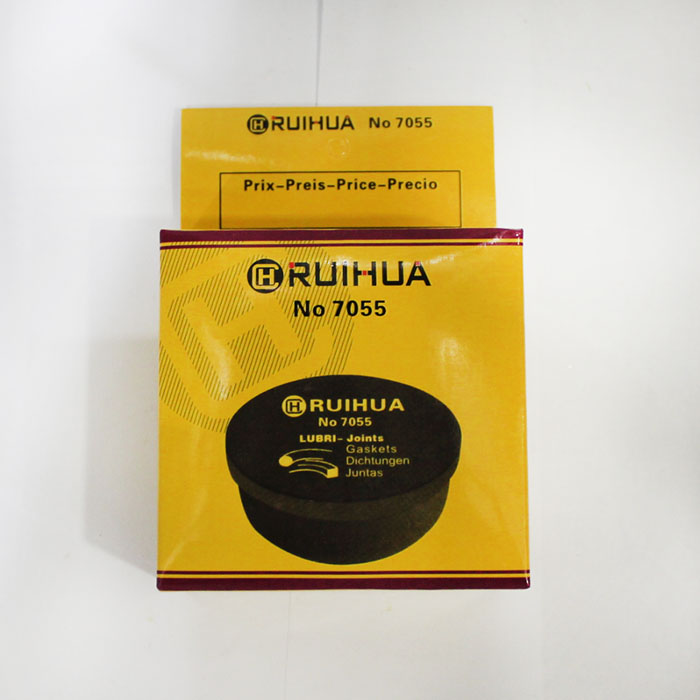 RUIHUA No 7055
Prix-Preis-Price-Precio
RUIHUA
No 7055
RUIHUA
No 7055
LUBRI-Joints
Gaskets
Dichtungen
Juntas